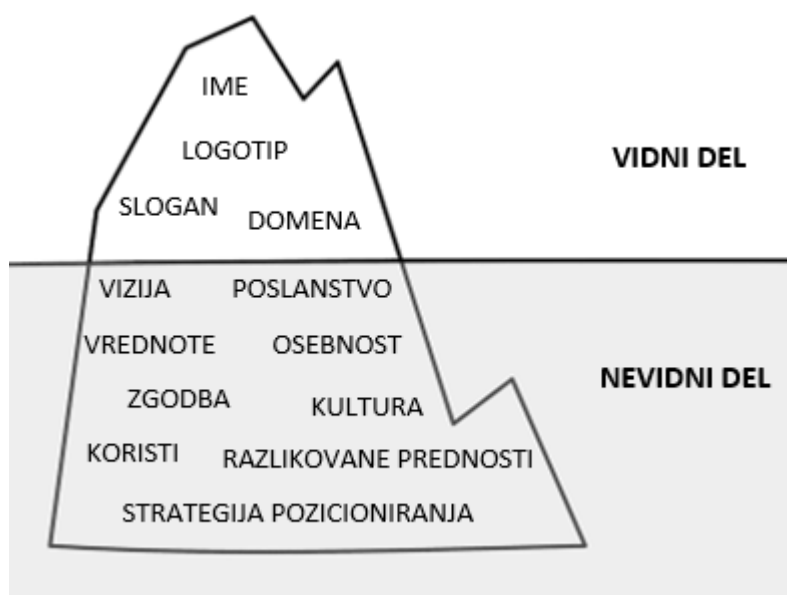 IME
LOGOTIP
VIDNI DEL
SLOGAN
DOMENA
VIZIJA
POSLANSTVO
VREDNOTE
OSEBNOST
NEVIDNI DEL
ZGODBA
KULTURA
KORISTI
RAZLIKOVANE PREDNOSTI
STRATEGIJA POZICIONIRANJA